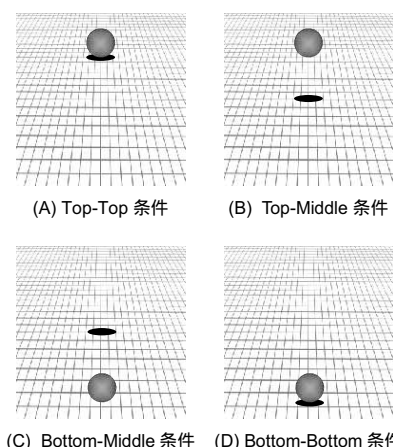 (A) Top-Top 条件
(B) Top-Middle 条件
(C) Bottom-Middle 条件
(D) Bottom-Bottom 条件